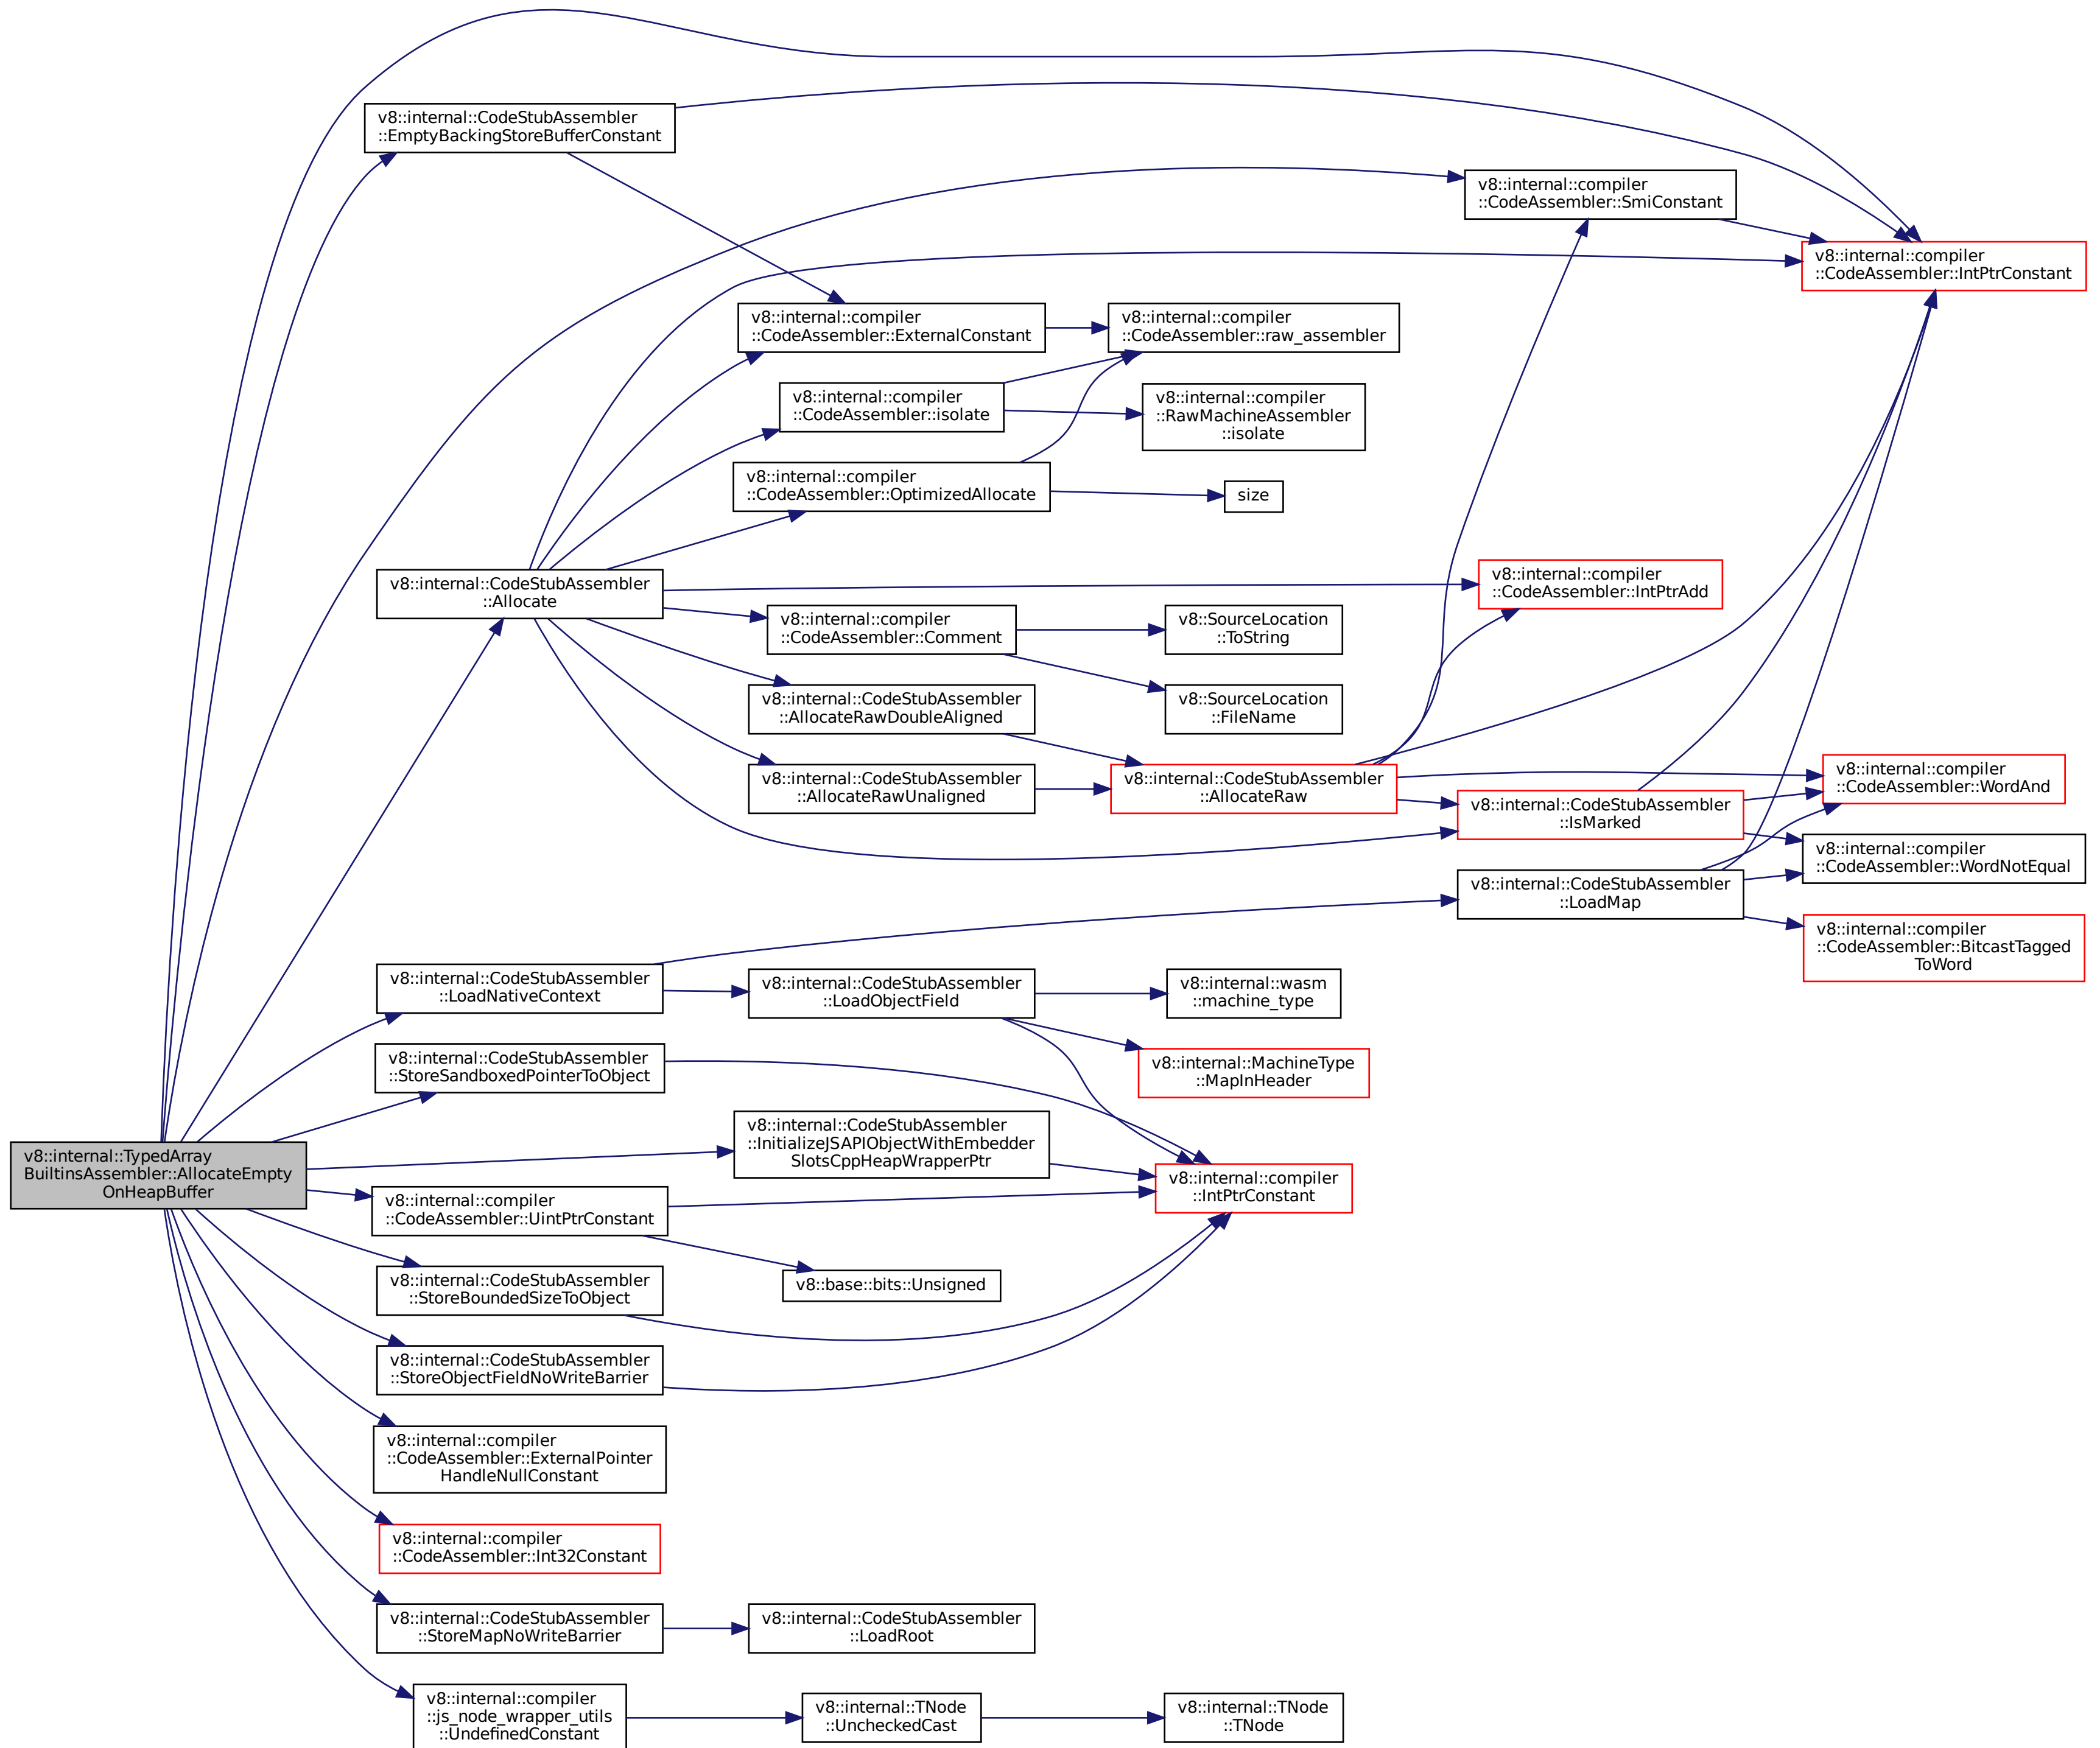 v8::internal::TypedArray
BuiltinsAssembler::AllocateEmpty
OnHeapBuffer
v8::internal::CodeStubAssembler
::EmptyBackingStoreBufferConstant
v8::internal::compiler
::CodeAssembler::SmiConstant
v8::internal::compiler
::CodeAssembler::IntPtrConstant
v8::internal::compiler
::CodeAssembler::ExternalConstant
v8::internal::compiler
::CodeAssembler::raw_assembler
v8::internal::compiler
::CodeAssembler::isolate
v8::internal::compiler
::RawMachineAssembler
::isolate
v8::internal::compiler
::CodeAssembler::OptimizedAllocate
size
v8::internal::CodeStubAssembler
::Allocate
v8::internal::compiler
::CodeAssembler::IntPtrAdd
v8::internal::compiler
::CodeAssembler::Comment
v8::SourceLocation
::ToString
v8::internal::CodeStubAssembler
::AllocateRawDoubleAligned
v8::SourceLocation
::FileName
v8::internal::CodeStubAssembler
::AllocateRawUnaligned
v8::internal::CodeStubAssembler
::AllocateRaw
v8::internal::CodeStubAssembler
::IsMarked
v8::internal::compiler
::CodeAssembler::WordAnd
v8::internal::compiler
::CodeAssembler::WordNotEqual
v8::internal::CodeStubAssembler
::LoadMap
v8::internal::compiler
::CodeAssembler::BitcastTagged
ToWord
v8::internal::CodeStubAssembler
::LoadNativeContext
v8::internal::CodeStubAssembler
::LoadObjectField
v8::internal::wasm
::machine_type
v8::internal::MachineType
::MapInHeader
v8::internal::CodeStubAssembler
::StoreSandboxedPointerToObject
v8::internal::CodeStubAssembler
::InitializeJSAPIObjectWithEmbedder
SlotsCppHeapWrapperPtr
v8::internal::compiler
::IntPtrConstant
v8::internal::compiler
::CodeAssembler::UintPtrConstant
v8::base::bits::Unsigned
v8::internal::CodeStubAssembler
::StoreBoundedSizeToObject
v8::internal::CodeStubAssembler
::StoreObjectFieldNoWriteBarrier
v8::internal::compiler
::CodeAssembler::ExternalPointer
HandleNullConstant
v8::internal::compiler
::CodeAssembler::Int32Constant
v8::internal::CodeStubAssembler
::StoreMapNoWriteBarrier
v8::internal::CodeStubAssembler
::LoadRoot
v8::internal::compiler
::js_node_wrapper_utils
::UndefinedConstant
v8::internal::TNode
::UncheckedCast
v8::internal::TNode
::TNode